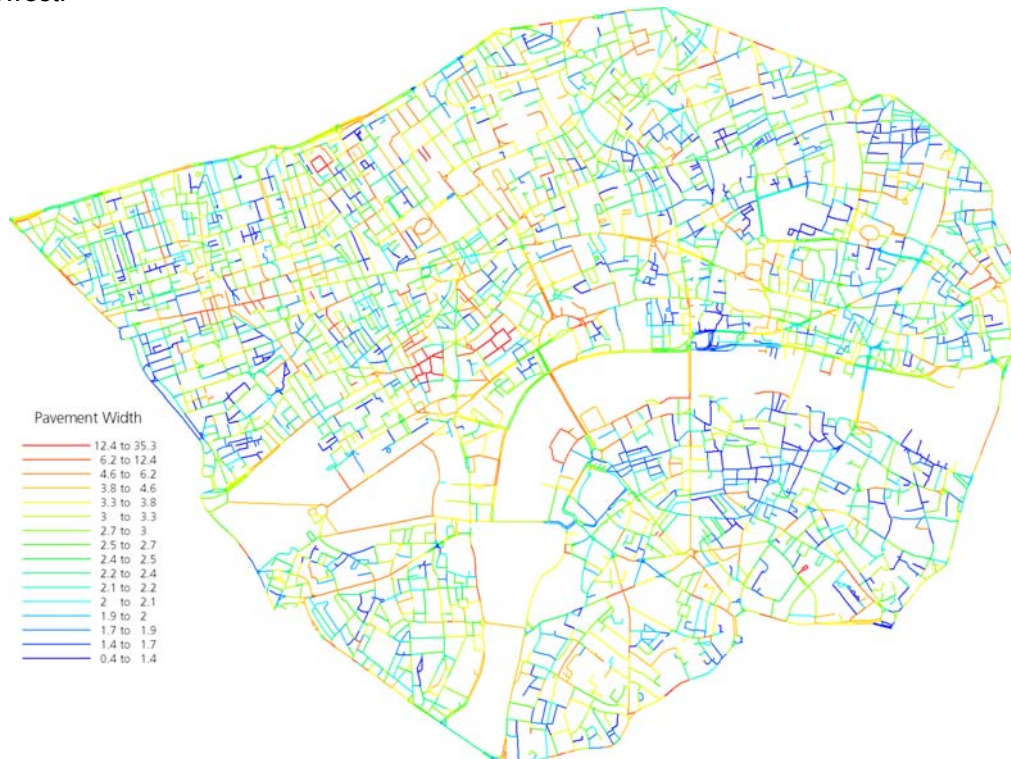 Pavement Width
12.4 to 35.3
6.2 to 12.4
4.6 to 6.2
3.8 to 4.6
3.3 to 3.8
3 to 3.3
2.7 to 3
2.5 to 2.7
2.4 to 2.5
2.2 to 2.4
2.1 to 2.2
2 to 2.1
1.9 to 2
1.7 to 1.9
1.4 to 1.7
0.4 to 1.4